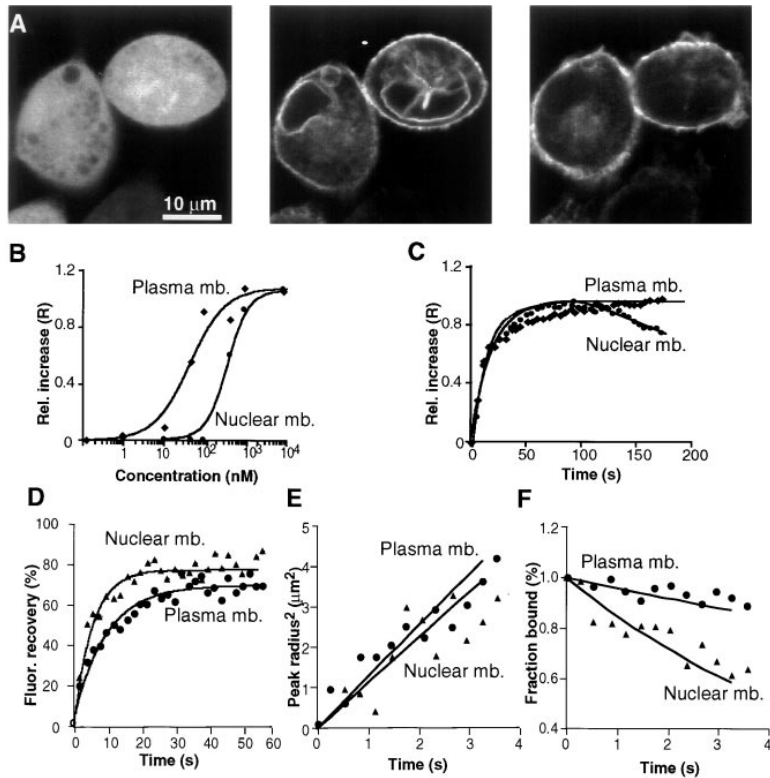 A
10 μm
B
1.2
0.8
0.4
0
Rel. increase (R)
Plasma mb.
Nuclear mb.
1 10 10² 10³ 10⁴
Concentration (nM)
C
1.2
0.8
0.4
0
Rel. increase (R)
Plasma mb.
Nuclear mb.
0 50 100 150 200
Time (s)
D
100
80
60
40
20
0
Fluor. recovery (%)
Nuclear mb.
Plasma mb.
0 10 20 30 40 50 60
Time (s)
E
5
4
3
2
1
0
Peak radius² (μm²)
Plasma mb.
Nuclear mb.
0 1 2 3 4
Time (s)
F
1.2
1.0
0.8
0.6
0.4
Fraction bound (%)
Plasma mb.
Nuclear mb.
0 1 2 3 4
Time (s)